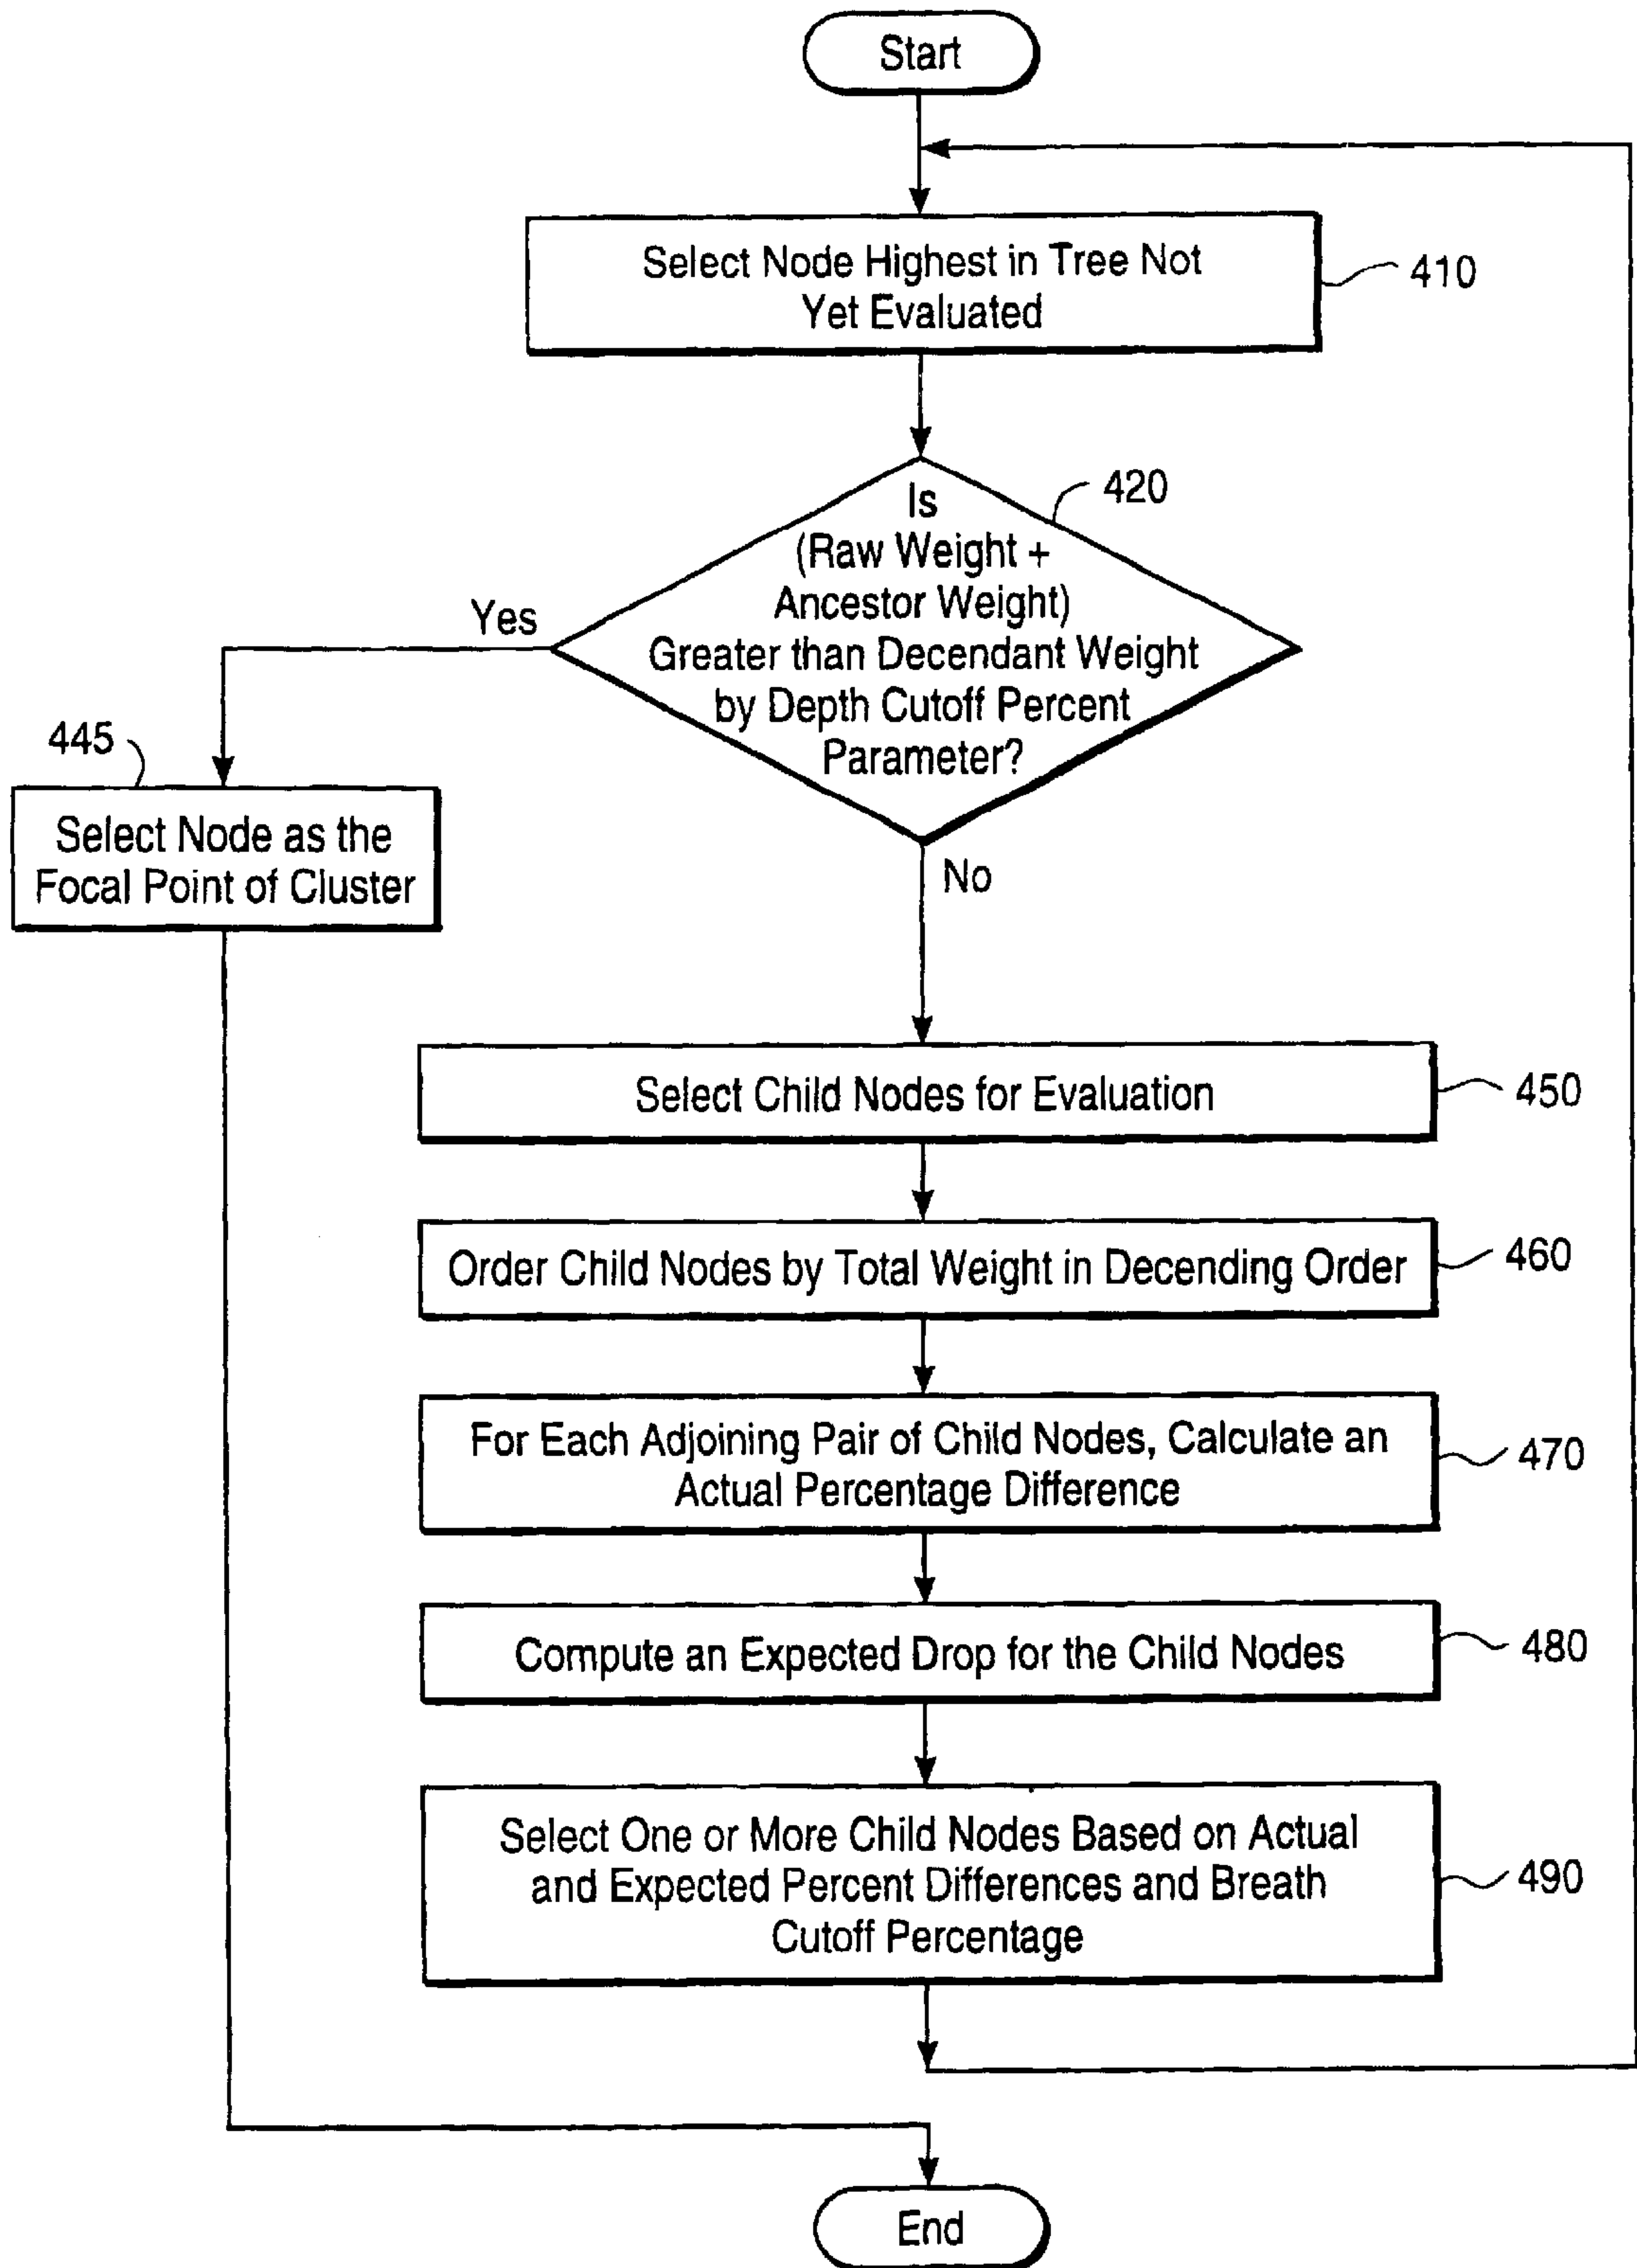 Start
Select Node Highest in Tree Not
Yet Evaluated
410
Is
(Raw Weight +
Ancestor Weight)
Greater than Decendant Weight
by Depth Cutoff Percent
Parameter?
420
Yes
445
Select Node as the
Focal Point of Cluster
No
Select Child Nodes for Evaluation
450
Order Child Nodes by Total Weight in Decending Order
460
For Each Adjoining Pair of Child Nodes, Calculate an
Actual Percentage Difference
470
Compute an Expected Drop for the Child Nodes
480
Select One or More Child Nodes Based on Actual
and Expected Percent Differences and Breath
Cutoff Percentage
490
End